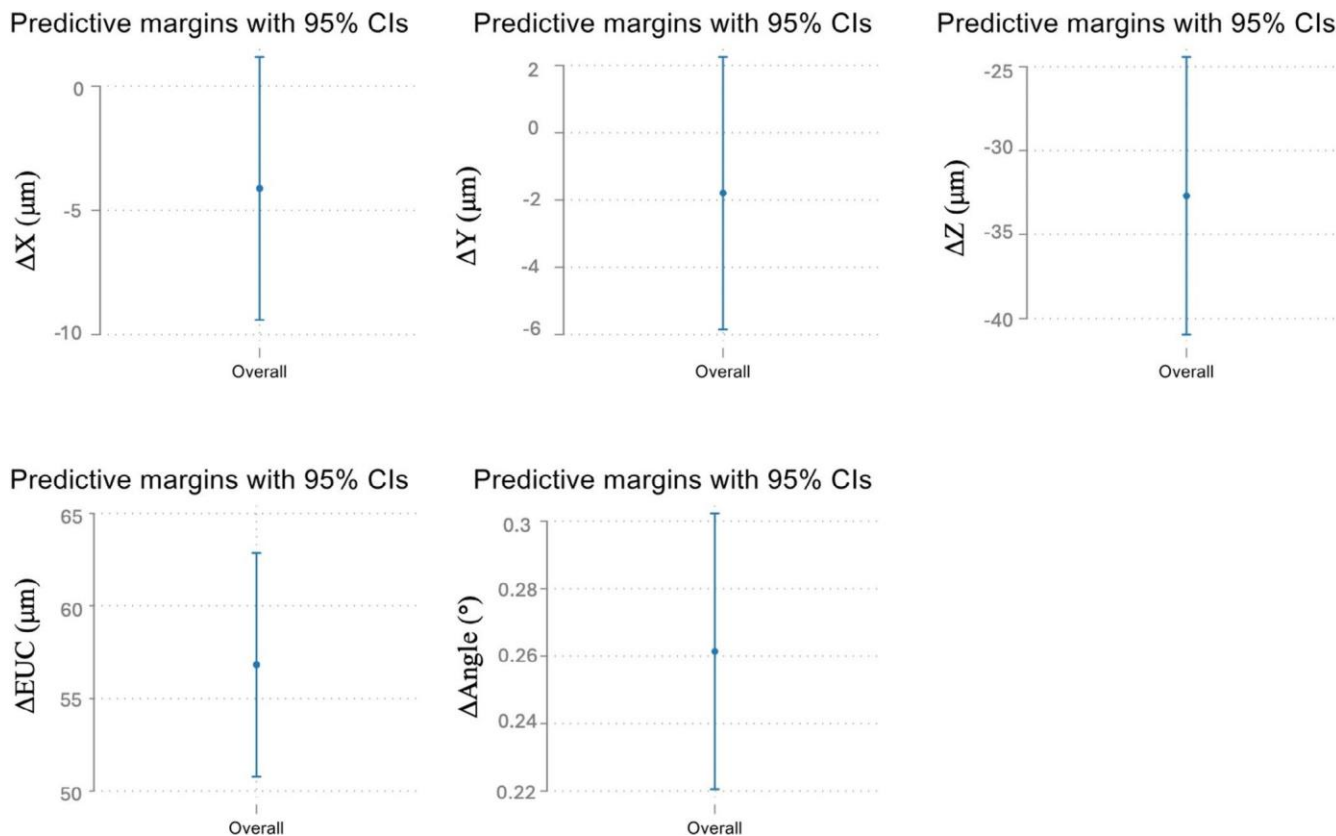 Predictive margins with 95% CIs
ΔX (μm)
0
-5
-10
Overall
Predictive margins with 95% CIs
ΔY (μm)
2
0
-2
-4
-6
Overall
Predictive margins with 95% CIs
ΔZ (μm)
-25
-30
-35
-40
Overall
Predictive margins with 95% CIs
ΔEUC (μm)
65
60
55
50
Overall
Predictive margins with 95% CIs
ΔAngle (°)
0.3
0.28
0.26
0.24
0.22
Overall